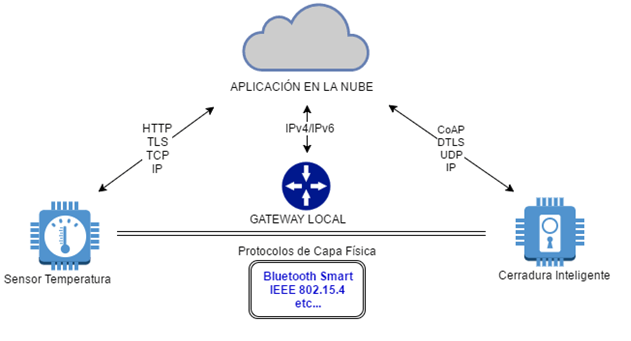 APLICACIÓN EN LA NUBE
HTTP
TLS
TCP
IP
IPv4/IPv6
CoAP
DTLS
UDP
IP
GATEWAY LOCAL
Sensor Temperatura
Protocolos de Capa Física
Cerradura Inteligente
Bluetooth Smart
IEEE 802.15.4
etc...